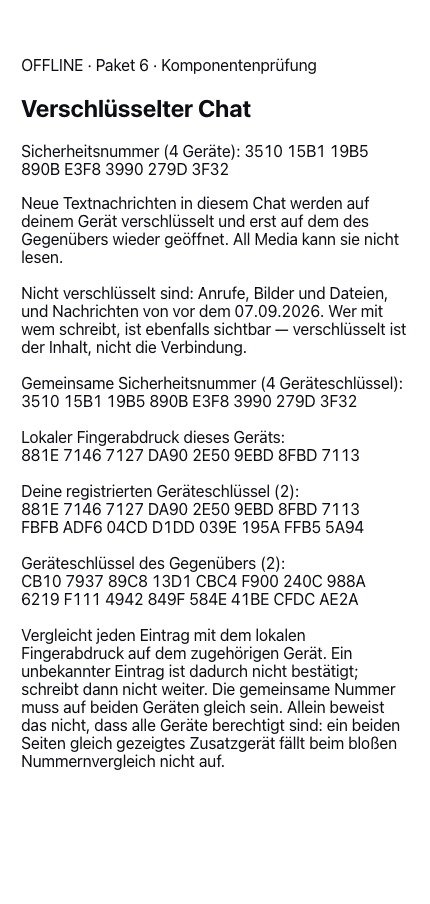 OFFLINE · Paket 6 · Komponentenprüfung
Verschlüsselter Chat
Sicherheitsnummer (4 Geräte): 3510 15B1 19B5
890B E3F8 3990 279D 3F32
Neue Textnachrichten in diesem Chat werden auf
deinem Gerät verschlüsselt und erst auf dem des
Gegenübers wieder geöffnet. All Media kann sie nicht
lesen.
Nicht verschlüsselt sind: Anrufe, Bilder und Dateien,
und Nachrichten von vor dem 07.09.2026. Wer mit
wem schreibt, ist ebenfalls sichtbar — verschlüsselt ist
der Inhalt, nicht die Verbindung.
Gemeinsame Sicherheitsnummer (4 Geräteschlüssel):
3510 15B1 19B5 890B E3F8 3990 279D 3F32
Lokaler Fingerabdruck dieses Geräts:
881E 7146 7127 DA90 2E50 9EBD 8FBD 7113
Deine registrierten Geräteschlüssel (2):
881E 7146 7127 DA90 2E50 9EBD 8FBD 7113
FBFB ADF6 04CD D1DD 039E 195A FFB5 5A94
Geräteschlüssel des Gegenübers (2):
CB10 7937 89C8 13D1 CBC4 F900 240C 988A
6219 F111 4942 849F 584E 41BE CFDC AE2A
Vergleicht jeden Eintrag mit dem lokalen
Fingerabdruck auf dem zugehörigen Gerät. Ein
unbekannter Eintrag ist dadurch nicht bestätigt;
schreibt dann nicht weiter. Die gemeinsame Nummer
muss auf beiden Geräten gleich sein. Allein beweist
das nicht, dass alle Geräte berechtigt sind: ein beiden
Seiten gleich gezeigtes Zusatzgerät fällt beim bloßen
Nummernvergleich nicht auf.